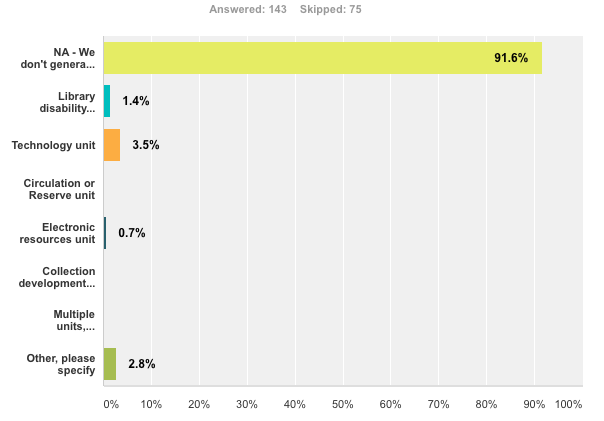 Answered: 143 Skipped: 75
NA - We
don't genera...
91.6%
Library
disability...
1.4%
Technology unit
3.5%
Circulation or
Reserve unit
Electronic
resources unit
0.7%
Collection
development...
Multiple
units,...
Other, please
specify
2.8%
0% 10% 20% 30% 40% 50% 60% 70% 80% 90% 100%